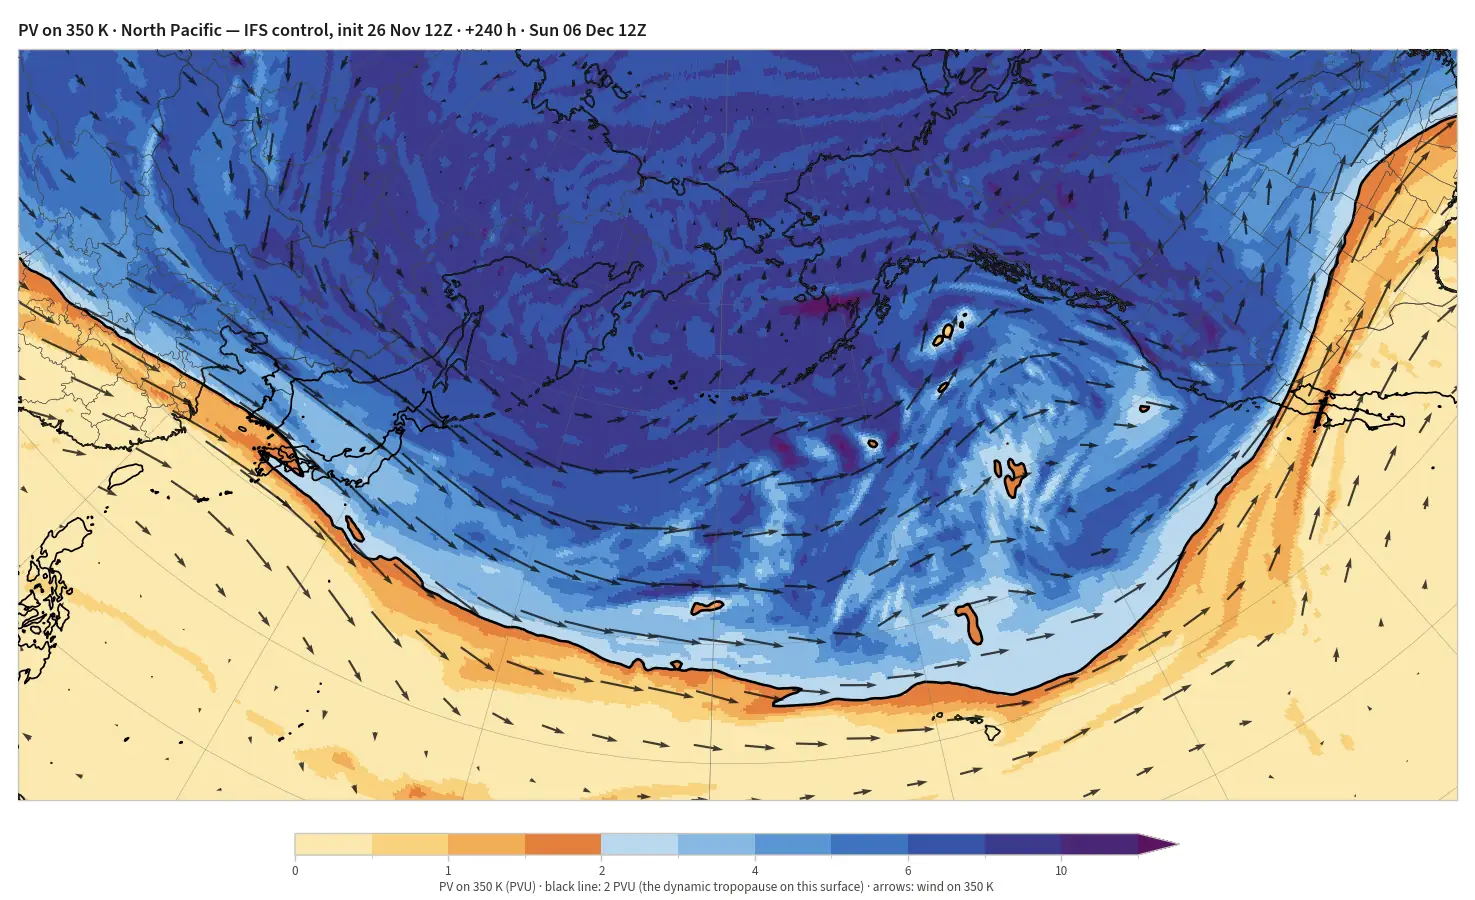 PV on 350 K · North Pacific — IFS control, init 26 Nov 12Z · +240 h · Sun 06 Dec 12Z
0 1 2 4 6 10
PV on 350 K (PVU) · black line: 2 PVU (the dynamic tropopause on this surface) · arrows: wind on 350 K